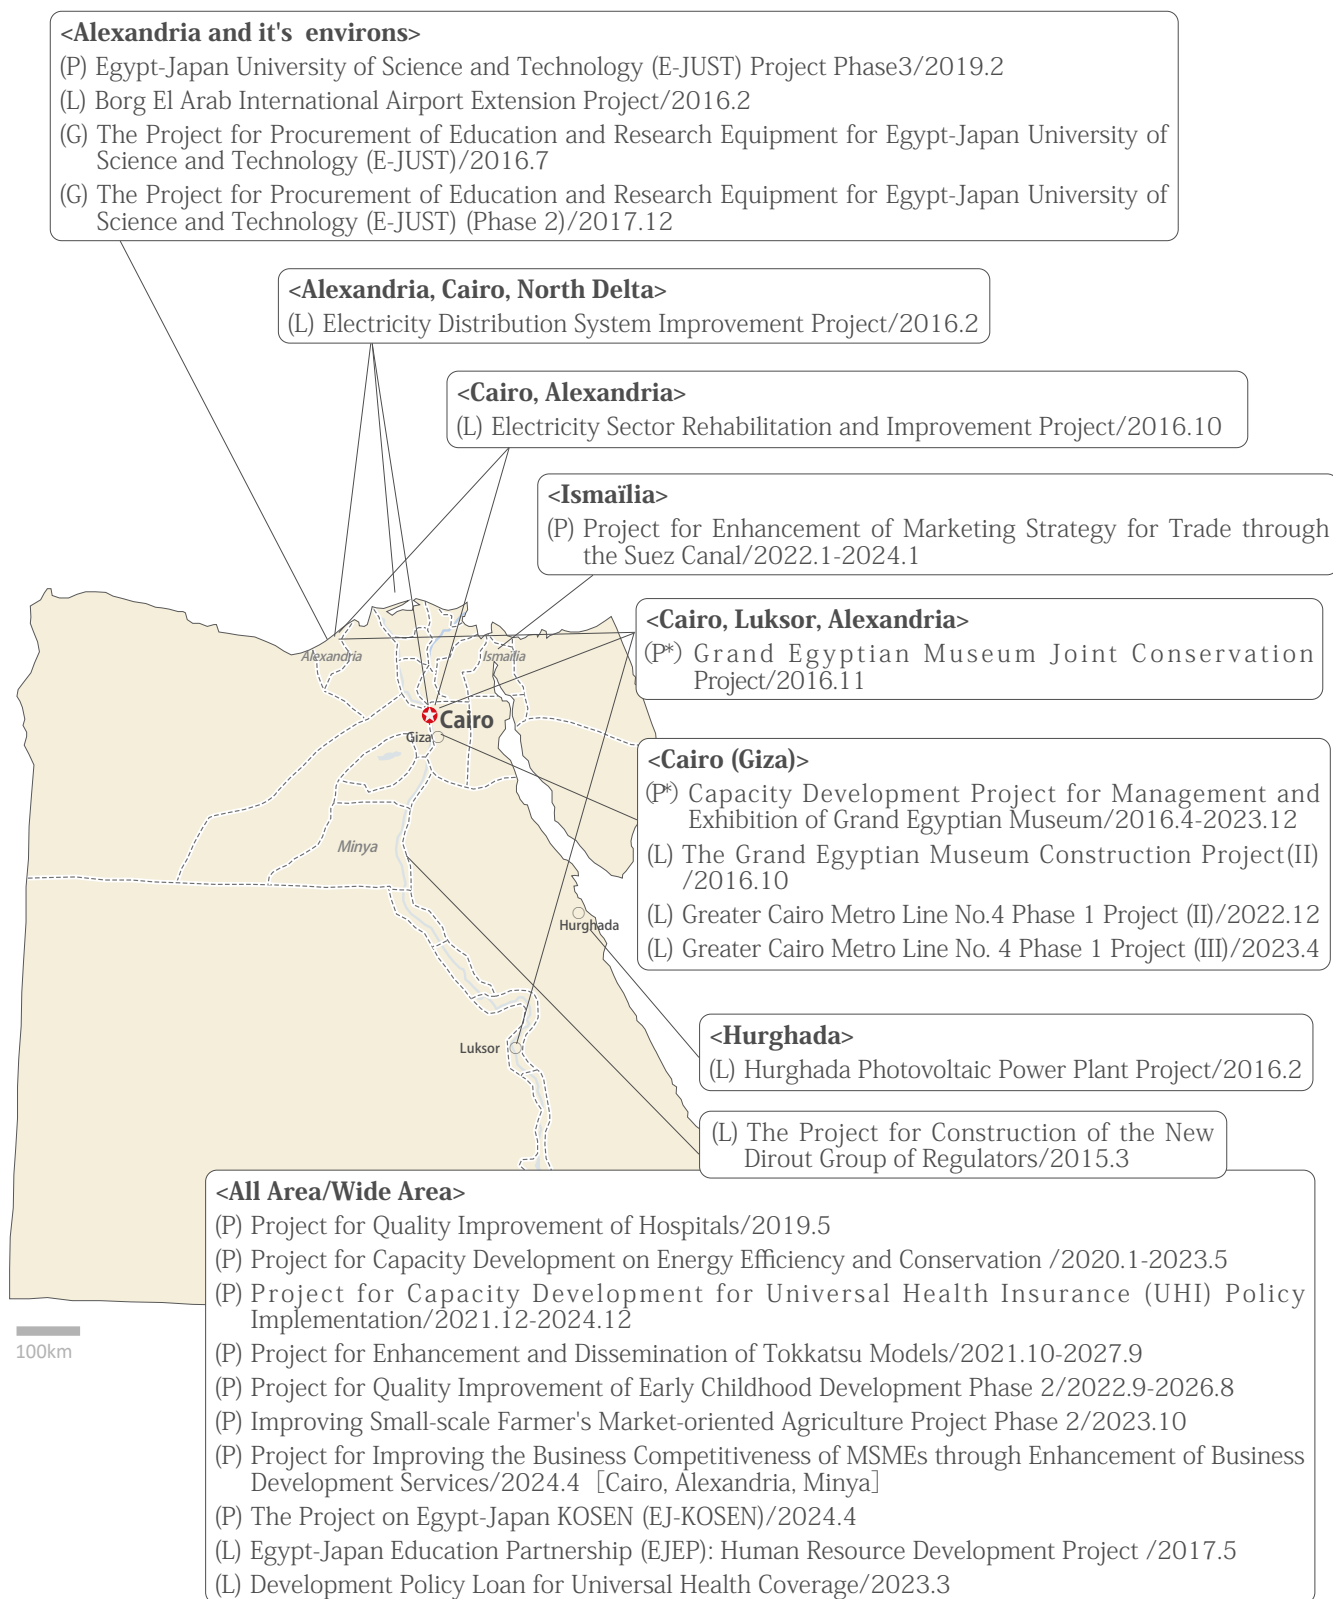 <Alexandria and it's environs>
(P) Egypt-Japan University of Science and Technology (E-JUST) Project Phase3/2019.2
(L) Borg El Arab International Airport Extension Project/2016.2
(G) The Project for Procurement of Education and Research Equipment for Egypt-Japan University of
Science and Technology (E-JUST)/2016.7
(G) The Project for Procurement of Education and Research Equipment for Egypt-Japan University of
Science and Technology (E-JUST) (Phase 2)/2017.12
<Alexandria, Cairo, North Delta>
(L) Electricity Distribution System Improvement Project/2016.2
<Cairo, Alexandria>
(L) Electricity Sector Rehabilitation and Improvement Project/2016.10
<Ismaïlia>
(P) Project for Enhancement of Marketing Strategy for Trade through
the Suez Canal/2022.1-2024.1
<Cairo, Luksor, Alexandria>
(P*) Grand Egyptian Museum Joint Conservation
Project/2016.11
Alexandria
Ismailia
Cairo
Giza
Minya
Hurghada
Luksor
<Cairo (Giza)>
(P*) Capacity Development Project for Management and
Exhibition of Grand Egyptian Museum/2016.4-2023.12
(L) The Grand Egyptian Museum Construction Project(II)
/2016.10
(L) Greater Cairo Metro Line No.4 Phase 1 Project (II)/2022.12
(L) Greater Cairo Metro Line No. 4 Phase 1 Project (III)/2023.4
<Hurghada>
(L) Hurghada Photovoltaic Power Plant Project/2016.2
(L) The Project for Construction of the New
Dirout Group of Regulators/2015.3
100km
<All Area/Wide Area>
(P) Project for Quality Improvement of Hospitals/2019.5
(P) Project for Capacity Development on Energy Efficiency and Conservation /2020.1-2023.5
(P) Project for Capacity Development for Universal Health Insurance (UHI) Policy
Implementation/2021.12-2024.12
(P) Project for Enhancement and Dissemination of Tokkatsu Models/2021.10-2027.9
(P) Project for Quality Improvement of Early Childhood Development Phase 2/2022.9-2026.8
(P) Improving Small-scale Farmer's Market-oriented Agriculture Project Phase 2/2023.10
(P) Project for Improving the Business Competitiveness of MSMEs through Enhancement of Business
Development Services/2024.4 [Cairo, Alexandria, Minya]
(P) The Project on Egypt-Japan KOSEN (EJ-KOSEN)/2024.4
(L) Egypt-Japan Education Partnership (EJEP): Human Resource Development Project /2017.5
(L) Development Policy Loan for Universal Health Coverage/2023.3